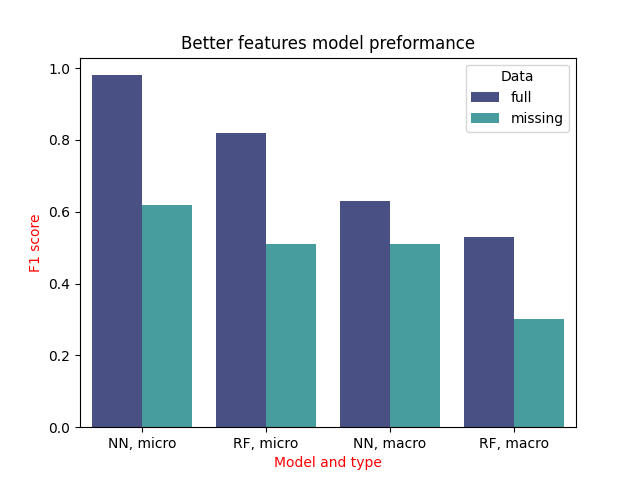 Better features model preformance
Data
full
missing
1.0
0.8
0.6
0.4
0.2
0.0
F1 score
NN, micro
RF, micro
NN, macro
RF, macro
Model and type